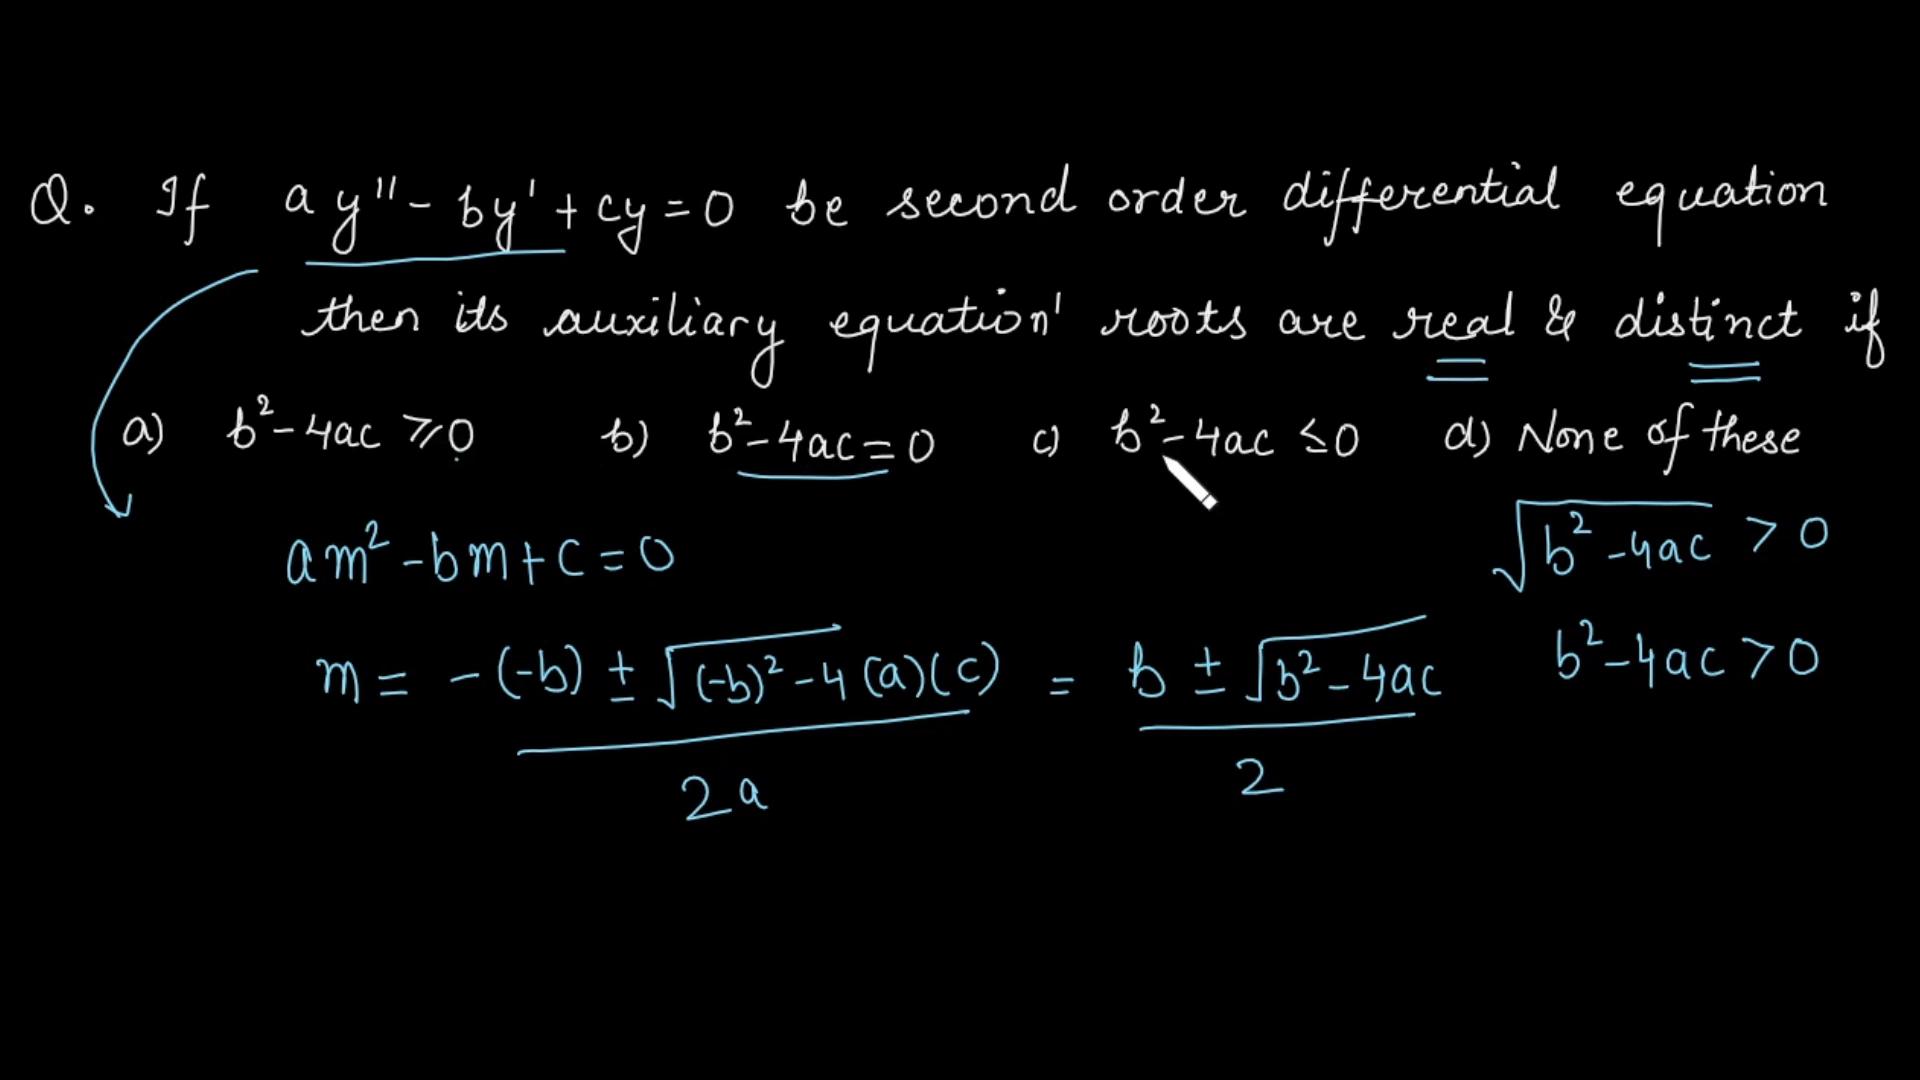 Q. If ay'' - by' + cy = 0 be second order differential equation
then its auxiliary equation' roots are real & distinct if
a) b² - 4ac ≥ 0 b) b² - 4ac = 0 c) b² - 4ac ≤ 0 d) None of these
am² - bm + c = 0
√(b² - 4ac) > 0
m = -(-b) ± √((-b)² - 4(a)(c)) / 2a = b ± √(b² - 4ac) / 2
b² - 4ac > 0